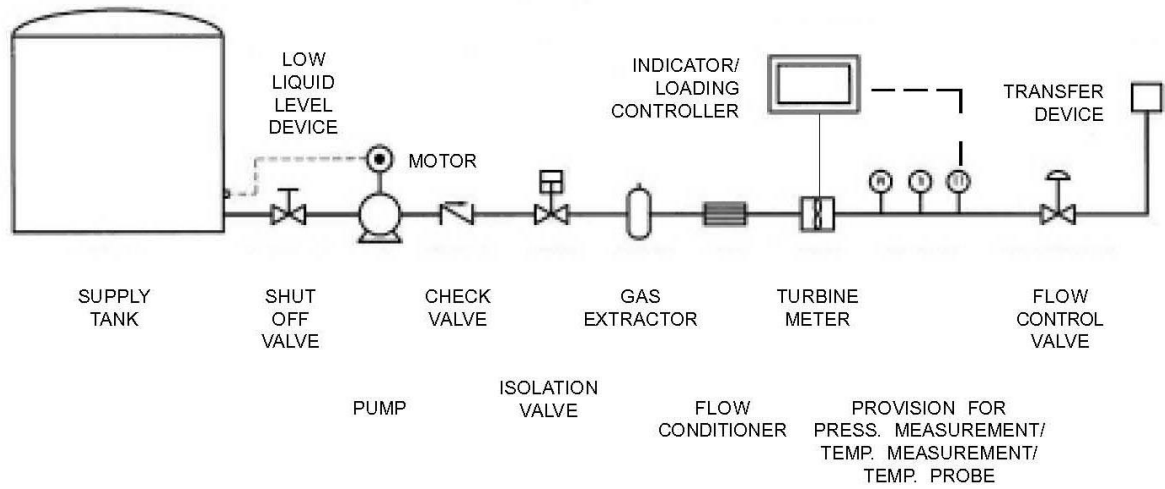 LOW
LIQUID
LEVEL
DEVICE
MOTOR
INDICATOR/
LOADING
CONTROLLER
TRANSFER
DEVICE
SUPPLY
TANK
SHUT
OFF
VALVE
CHECK
VALVE
GAS
EXTRACTOR
TURBINE
METER
FLOW
CONTROL
VALVE
PUMP
ISOLATION
VALVE
FLOW
CONDITIONER
PROVISION FOR
PRESS. MEASUREMENT/
TEMP. MEASUREMENT/
TEMP. PROBE